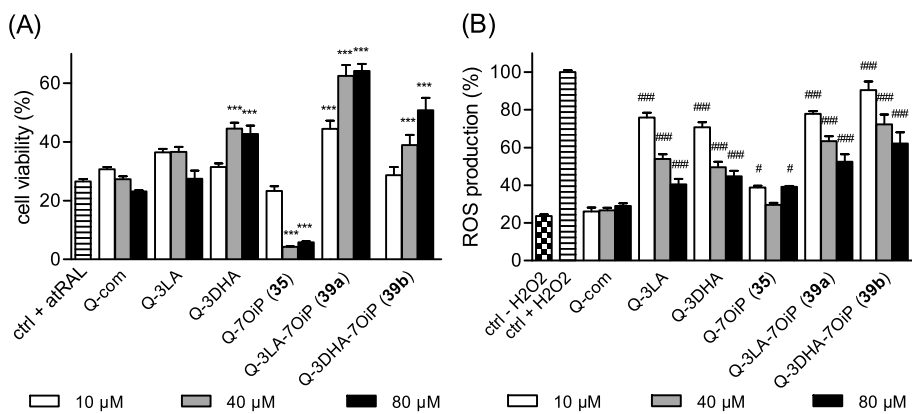 (A)
cell viability (%)
60
40
20
0
***
***
***
***
***
***
***
***
***
ctrl + atRAL
Q-com
Q-3LA
Q-3DHA
Q-7OiP (35)
Q-3LA-7OiP (39a)
Q-3DHA-7OiP (39b)
10 µM
40 µM
80 µM
(B)
ROS production (%)
100
80
60
40
20
0
###
###
###
###
###
###
#
#
###
###
###
###
###
###
ctrl - H2O2
ctrl + H2O2
Q-com
Q-3LA
Q-3DHA
Q-7OiP (35)
Q-3LA-7OiP (39a)
Q-3DHA-7OiP (39b)
10 µM
40 µM
80 µM